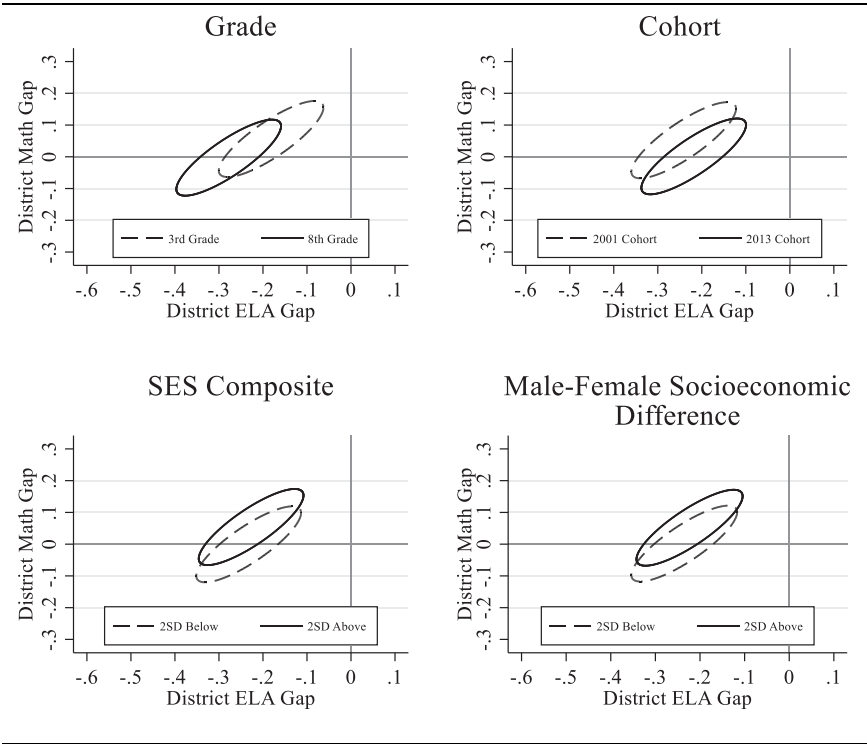 Grade
District Math Gap
.3
.2
.1
0
-.1
-.2
-.3
3rd Grade
8th Grade
-.6 -.5 -.4 -.3 -.2 -.1 0 .1
District ELA Gap
Cohort
District Math Gap
.3
.2
.1
0
-.1
-.2
-.3
2001 Cohort
2013 Cohort
-.6 -.5 -.4 -.3 -.2 -.1 0 .1
District ELA Gap
SES Composite
District Math Gap
.3
.2
.1
0
-.1
-.2
-.3
2SD Below
2SD Above
-.6 -.5 -.4 -.3 -.2 -.1 0 .1
District ELA Gap
Male-Female Socioeconomic
Difference
District Math Gap
.3
.2
.1
0
-.1
-.2
-.3
2SD Below
2SD Above
-.6 -.5 -.4 -.3 -.2 -.1 0 .1
District ELA Gap